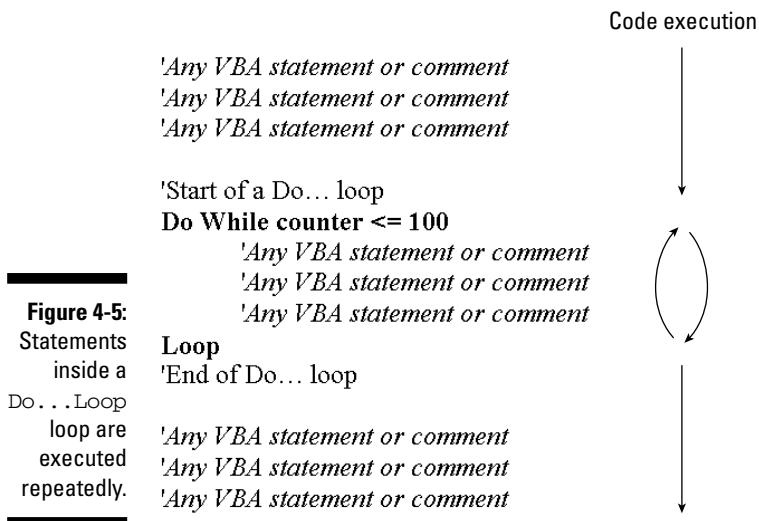 Code execution
'Any VBA statement or comment
'Any VBA statement or comment
'Any VBA statement or comment
'Start of a Do... loop
Do While counter <= 100
'Any VBA statement or comment
'Any VBA statement or comment
'Any VBA statement or comment
Loop
'End of Do... loop
'Any VBA statement or comment
'Any VBA statement or comment
'Any VBA statement or comment
Figure 4-5:
Statements
inside a
Do...Loop
loop are
executed
repeatedly.